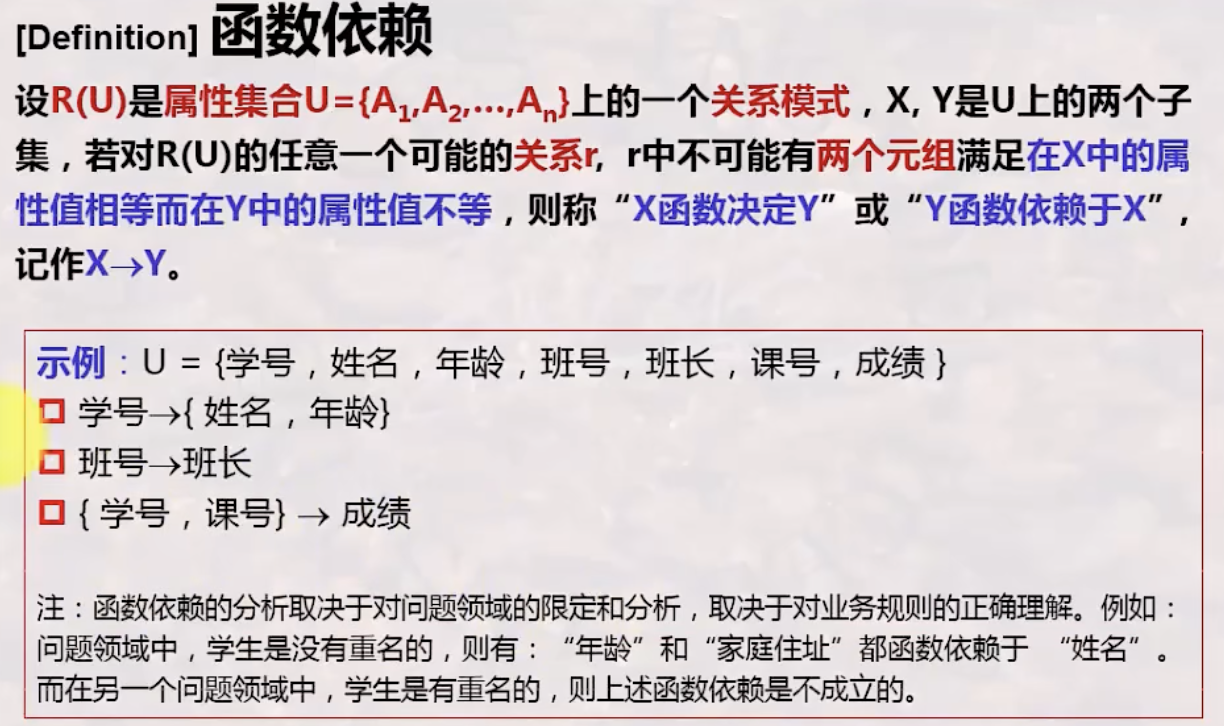 [Definition] 函数依赖
设R(U)是属性集合U={A1,A2,...,An}上的一个关系模式，X, Y是U上的两个子
集，若对R(U)的任意一个可能的关系r, r中不可能有两个元组满足在X中的属
性值相等而在Y中的属性值不等，则称“X函数决定Y”或“Y函数依赖于X”,
记作X→Y。
示例：U = {学号，姓名，年龄，班号，班长，课号，成绩 }
学号→{ 姓名，年龄}
班号→班长
{ 学号，课号} → 成绩
注：函数依赖的分析取决于对问题领域的限定和分析，取决于对业务规则的正确理解。例如：
问题领域中，学生是没有重名的，则有：“年龄”和“家庭住址”都函数依赖于 “姓名”。
而在另一个问题领域中，学生是有重名的，则上述函数依赖是不成立的。